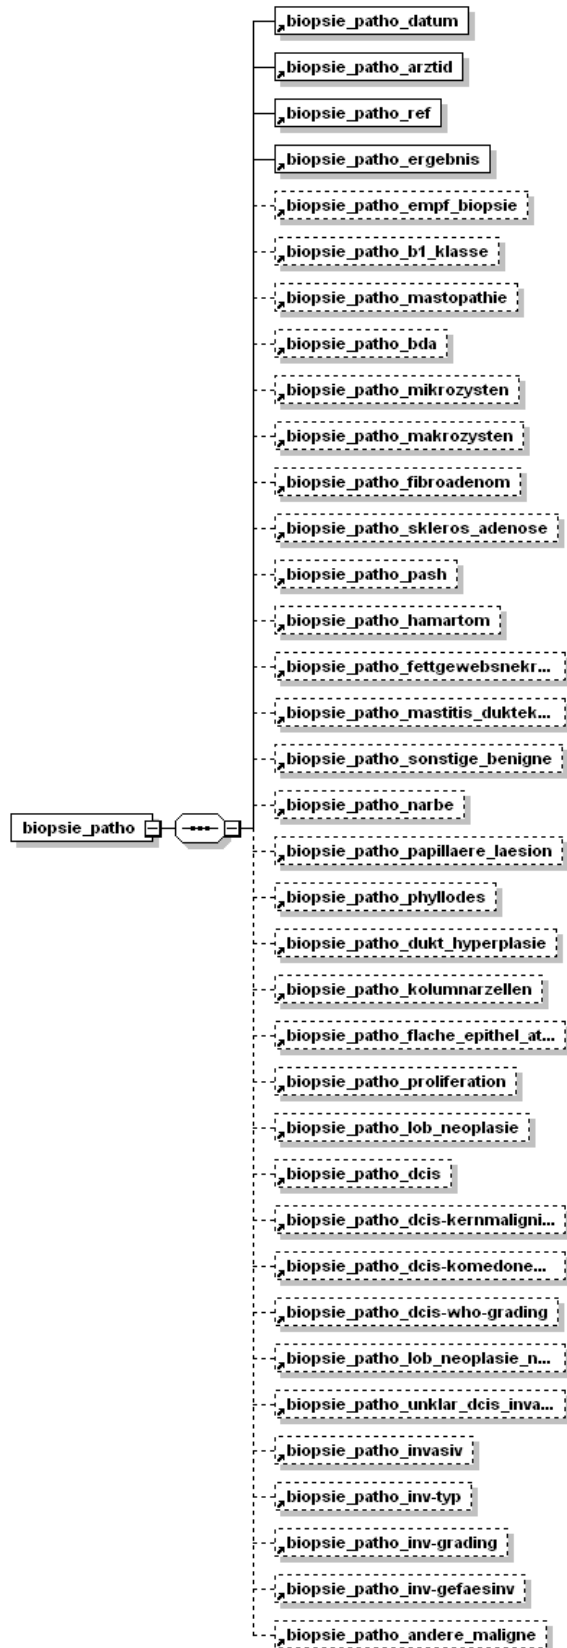 biopsie_patho_datum
biopsie_patho_arztid
biopsie_patho_ref
biopsie_patho_ergebnis
biopsie_patho_empf_biopsie
biopsie_patho_b1_klasse
biopsie_patho_mastopathie
biopsie_patho_bda
biopsie_patho_mikrozysten
biopsie_patho_makrozysten
biopsie_patho_fibroadenom
biopsie_patho_skleros_adenose
biopsie_patho_pash
biopsie_patho_hamartom
biopsie_patho_fettgewebsnekr...
biopsie_patho_mastitis_duktek...
biopsie_patho_sonstige_benigne
biopsie_patho_narbe
biopsie_patho
biopsie_patho_papillaere_laesion
biopsie_patho_phyllodes
biopsie_patho_dukt_hyperplasie
biopsie_patho_kolumnarzellen
biopsie_patho_flache_epithel_at...
biopsie_patho_proliferation
biopsie_patho_lob_neoplasie
biopsie_patho_dcis
biopsie_patho_dcis-kernmaligni...
biopsie_patho_dcis-komedone...
biopsie_patho_dcis-who-grading
biopsie_patho_lob_neoplasie_n...
biopsie_patho_unklar_dcis_inva...
biopsie_patho_invasiv
biopsie_patho_inv-typ
biopsie_patho_inv-grading
biopsie_patho_inv-gefaesinv
biopsie_patho_andere_maligne